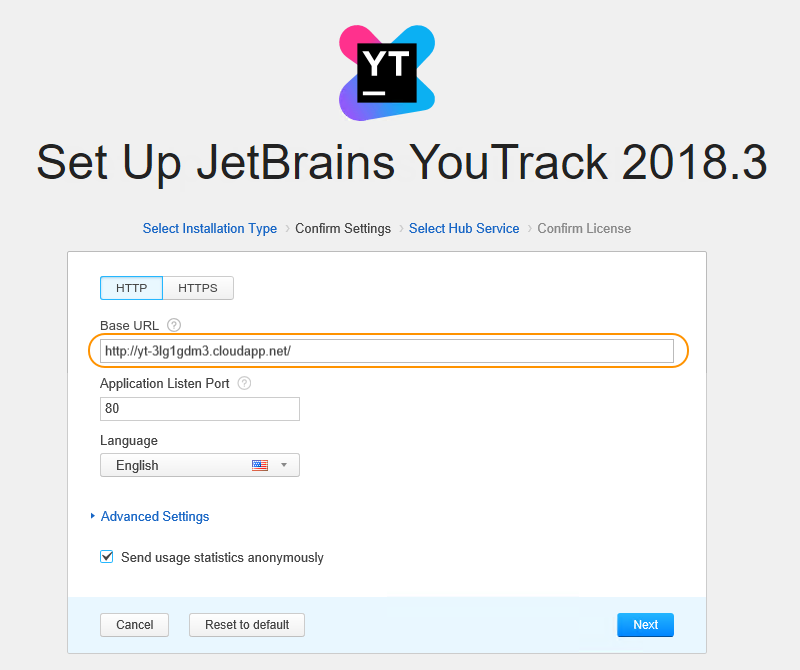 YT
Set Up JetBrains YouTrack 2018.3
Select Installation Type › Confirm Settings › Select Hub Service › Confirm License
HTTP HTTPS
Base URL ?
http://yt-3lg1gdm3.cloudapp.net/
Application Listen Port ?
80
Language
English
Advanced Settings
Send usage statistics anonymously
Cancel Reset to default Next